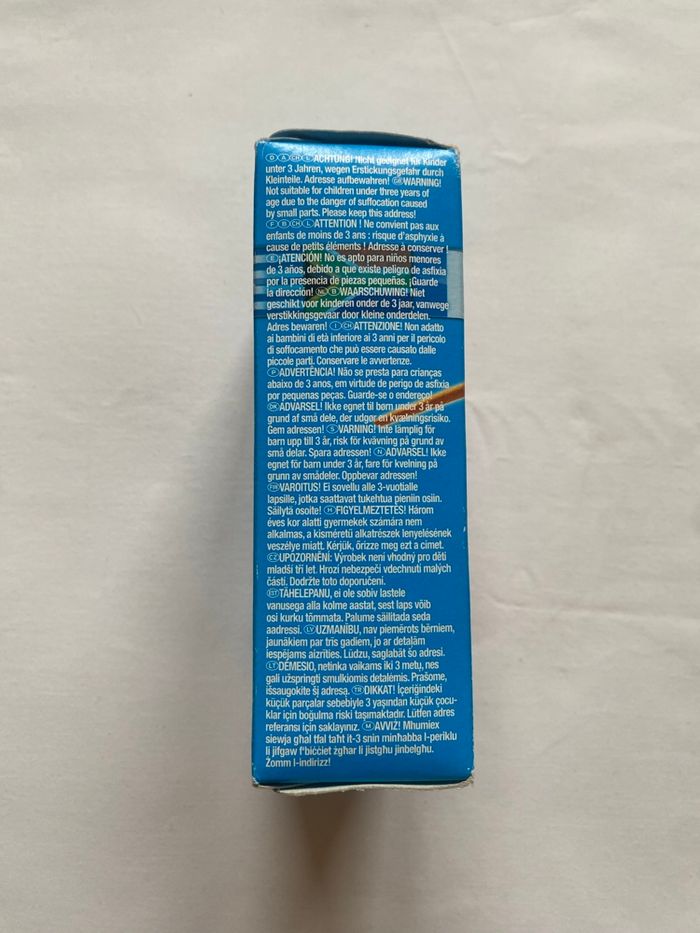 D A CH L ACHTUNG! Nicht geeignet für Kinder
unter 3 Jahren, wegen Erstickungsgefahr durch
Kleinteile. Adresse aufbewahren! GB WARNING!
Not suitable for children under three years of
age due to the danger of suffocation caused
by small parts. Please keep this address!
F B CH L ATTENTION ! Ne convient pas aux
enfants de moins de 3 ans : risque d'asphyxie à
cause de petits éléments ! Adresse à conserver !
E ¡ATENCIÓN! No es apto para niños menores
de 3 años, debido a que existe peligro de asfixia
por la presencia de piezas pequeñas. ¡Guarde
la dirección! NL B WAARSCHUWING! Niet
geschikt voor kinderen onder de 3 jaar, vanwege
verstikkingsgevaar door kleine onderdelen.
Adres bewaren! I CH ATTENZIONE! Non adatto
ai bambini di età inferiore ai 3 anni per il pericolo
di soffocamento che può essere causato dalle
piccole parti. Conservare le avvertenze.
P ADVERTÊNCIA! Não se presta para crianças
abaixo de 3 anos, em virtude de perigo de asfixia
por pequenas peças. Guarde-se o endereço!
DK ADVARSEL! Ikke egnet til børn under 3 år på
grund af små dele, der udgør en kvælningsrisiko.
Gem adressen! S VARNING! Inte lämplig för
barn upp till 3 år, risk för kvävning på grund av
små delar. Spara adressen! N ADVARSEL! Ikke
egnet for barn under 3 år, fare for kvelning på
grunn av smådeler. Oppbevar adressen!
FIN VAROITUS! Ei sovellu alle 3-vuotialle
lapsille, jotka saattavat tukehtua pieniin osiin.
Säilytä osoite! H FIGYELMEZTETÉS! Három
éves kor alatti gyermekek számára nem
alkalmas, a kisméretű alkatrészek lenyelésének
veszélye miatt. Kérjük, őrizze meg ezt a címet.
CZ UPOZORNĚNÍ: Výrobek není vhodný pro děti
mladší tří let. Hrozí nebezpečí vdechnutí malých
částí. Dodržte toto doporučení.
EST TÄHELEPANU, ei ole sobiv lastele
vanusega alla kolme aastat, sest laps võib
osi kurku tõmmata. Palume säilitada seda
aadressi. LV UZMANĪBU, nav piemērots bērniem,
jaunākiem par trīs gadiem, jo ar detaļām
iespējams aizrīties. Lūdzu, saglabāt šo adresi.
LT DĖMESIO, netinka vaikams iki 3 metų, nes
gali užspringti smulkiomis detalėmis. Prašome,
išsaugokite šį adresą. TR DIKKAT! İçeriğindeki
küçük parçalar sebebiyle 3 yaşından küçük çocu-
klar için boğulma riski taşımaktadır. Lütfen adres
referansı için saklayınız. M AVVIŻ! Mhumiex
siewja għal tfal taħt it-3 snin minħabba l-periklu
li jifgaw f'biċċiet żgħar li jistgħu jinbelgħu.
Żomm l-indirizz!